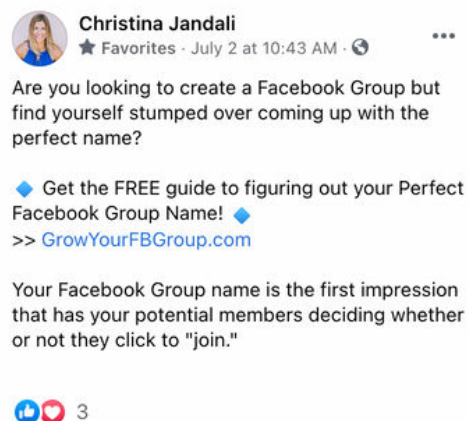 Christina Jandali
Favorites · July 2 at 10:43 AM ·
Are you looking to create a Facebook Group but
find yourself stumped over coming up with the
perfect name?
Get the FREE guide to figuring out your Perfect
Facebook Group Name!
>> GrowYourFBGroup.com
Your Facebook Group name is the first impression
that has your potential members deciding whether
or not they click to "join."
3